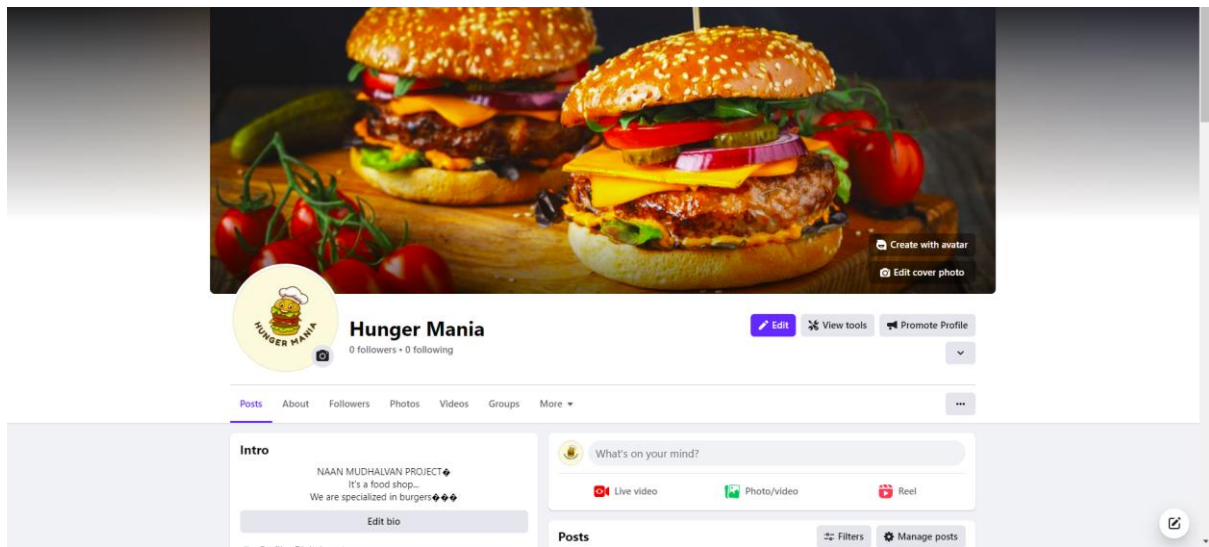 Create with avatar
Edit cover photo
HUNGER MANIA
Hunger Mania
0 followers • 0 following
Edit
View tools
Promote Profile
Posts About Followers Photos Videos Groups More
Intro
NAAN MUDHALVAN PROJECT�
It's a food shop...
We are specialized in burgers���
Edit bio
What's on your mind?
Live video Photo/video Reel
Posts
Filters
Manage posts